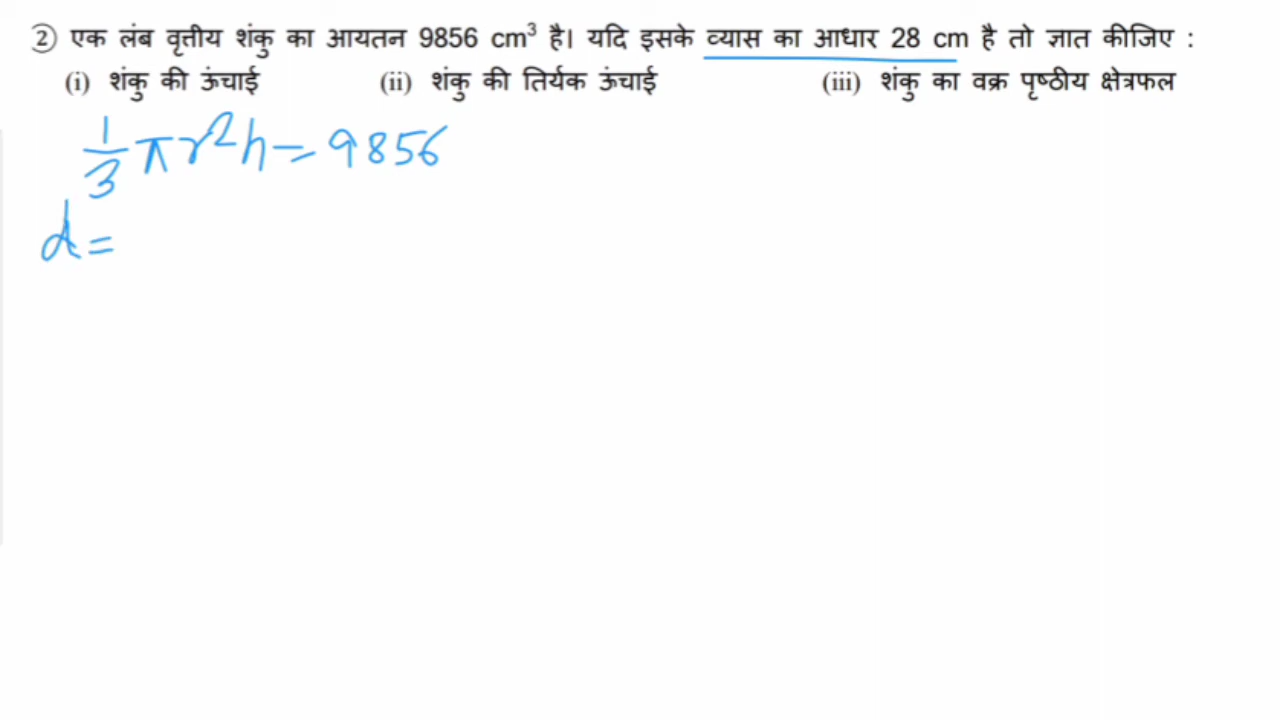 ② एक लंब वृत्तीय शंकु का आयतन 9856 cm³ है। यदि इसके व्यास का आधार 28 cm है तो ज्ञात कीजिए :
(i) शंकु की ऊंचाई (ii) शंकु की तिर्यक ऊंचाई (iii) शंकु का वक्र पृष्ठीय क्षेत्रफल
1/3 πr²h = 9856
d =